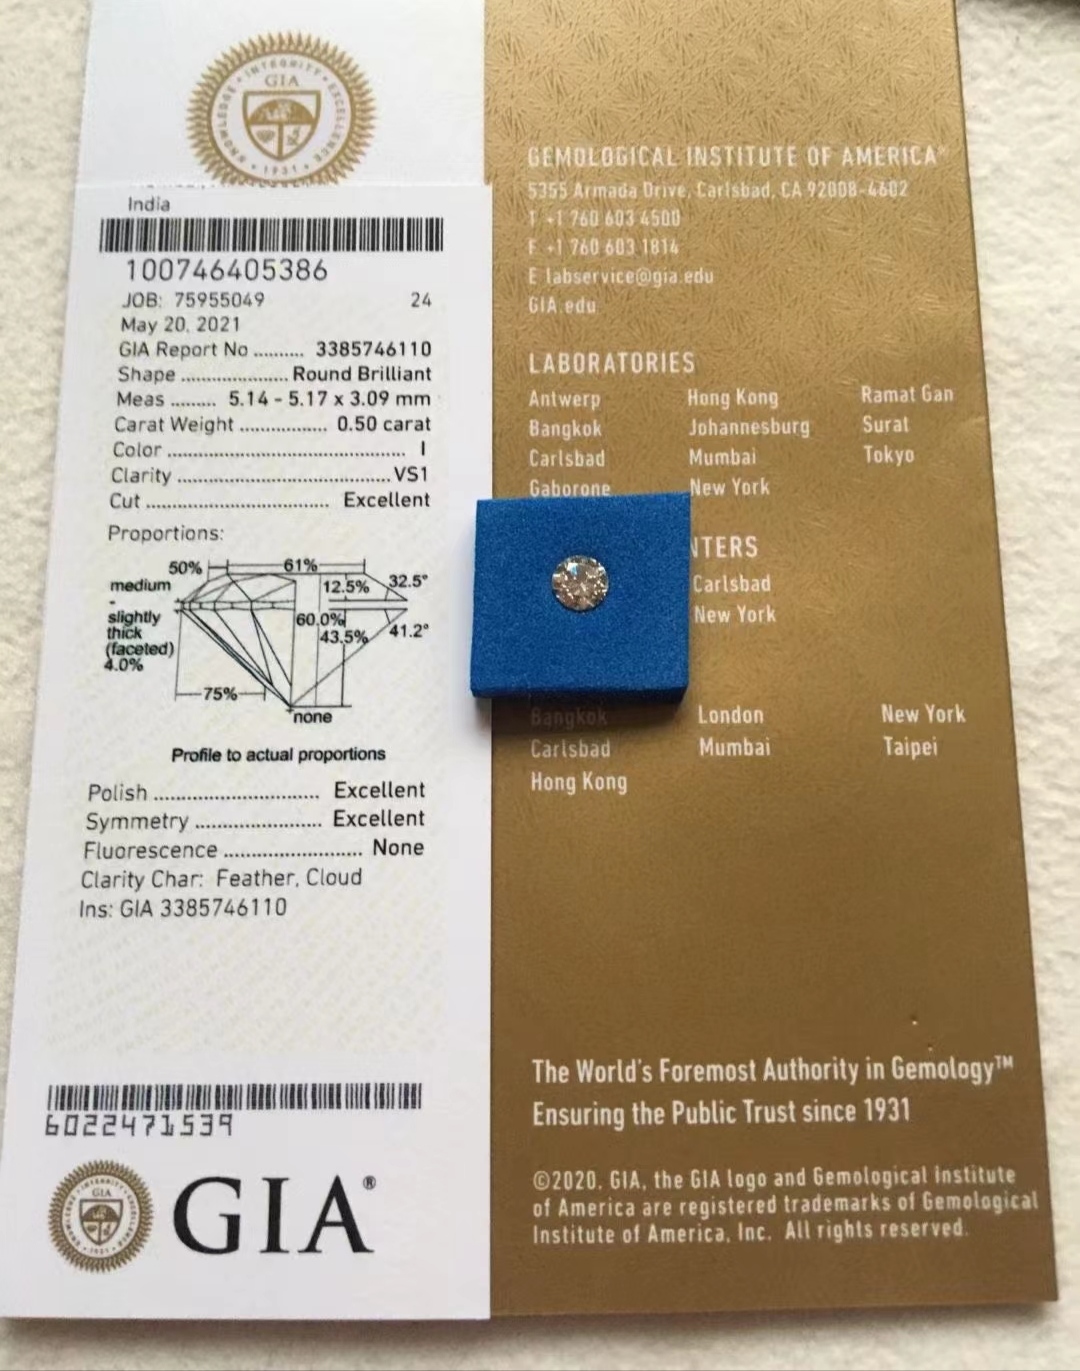 KNOWLEDGE • INTEGRITY • EXCELLENCE
GIA
• 1931 •
India
100746405386
JOB: 75955049 24
May 20, 2021
GIA Report No .......... 3385746110
Shape ..................... Round Brilliant
Meas ......... 5.14 - 5.17 x 3.09 mm
Carat Weight ................. 0.50 carat
Color .............................................. I
Clarity ......................................... VS1
Cut ................................... Excellent
Proportions:
50% 61%
medium 12.5% 32.5°
-
slightly 60.0%
thick 43.5% 41.2°
(faceted)
4.0%
75%
none
Profile to actual proportions
Polish ............................... Excellent
Symmetry ........................ Excellent
Fluorescence .......................... None
Clarity Char: Feather, Cloud
Ins: GIA 3385746110
6022471539
GIA
GIA®
GEMOLOGICAL INSTITUTE OF AMERICA®
5355 Armada Drive, Carlsbad, CA 92008-4602
T +1 760 603 4500
F +1 760 603 1814
E labservice@gia.edu
GIA.edu
LABORATORIES
Antwerp Hong Kong Ramat Gan
Bangkok Johannesburg Surat
Carlsbad Mumbai Tokyo
Gaborone New York
NTERS
Carlsbad
New York
Bangkok London New York
Carlsbad Mumbai Taipei
Hong Kong
The World's Foremost Authority in Gemology™
Ensuring the Public Trust since 1931
©2020. GIA, the GIA logo and Gemological Institute
of America are registered trademarks of Gemological
Institute of America, Inc. All rights reserved.